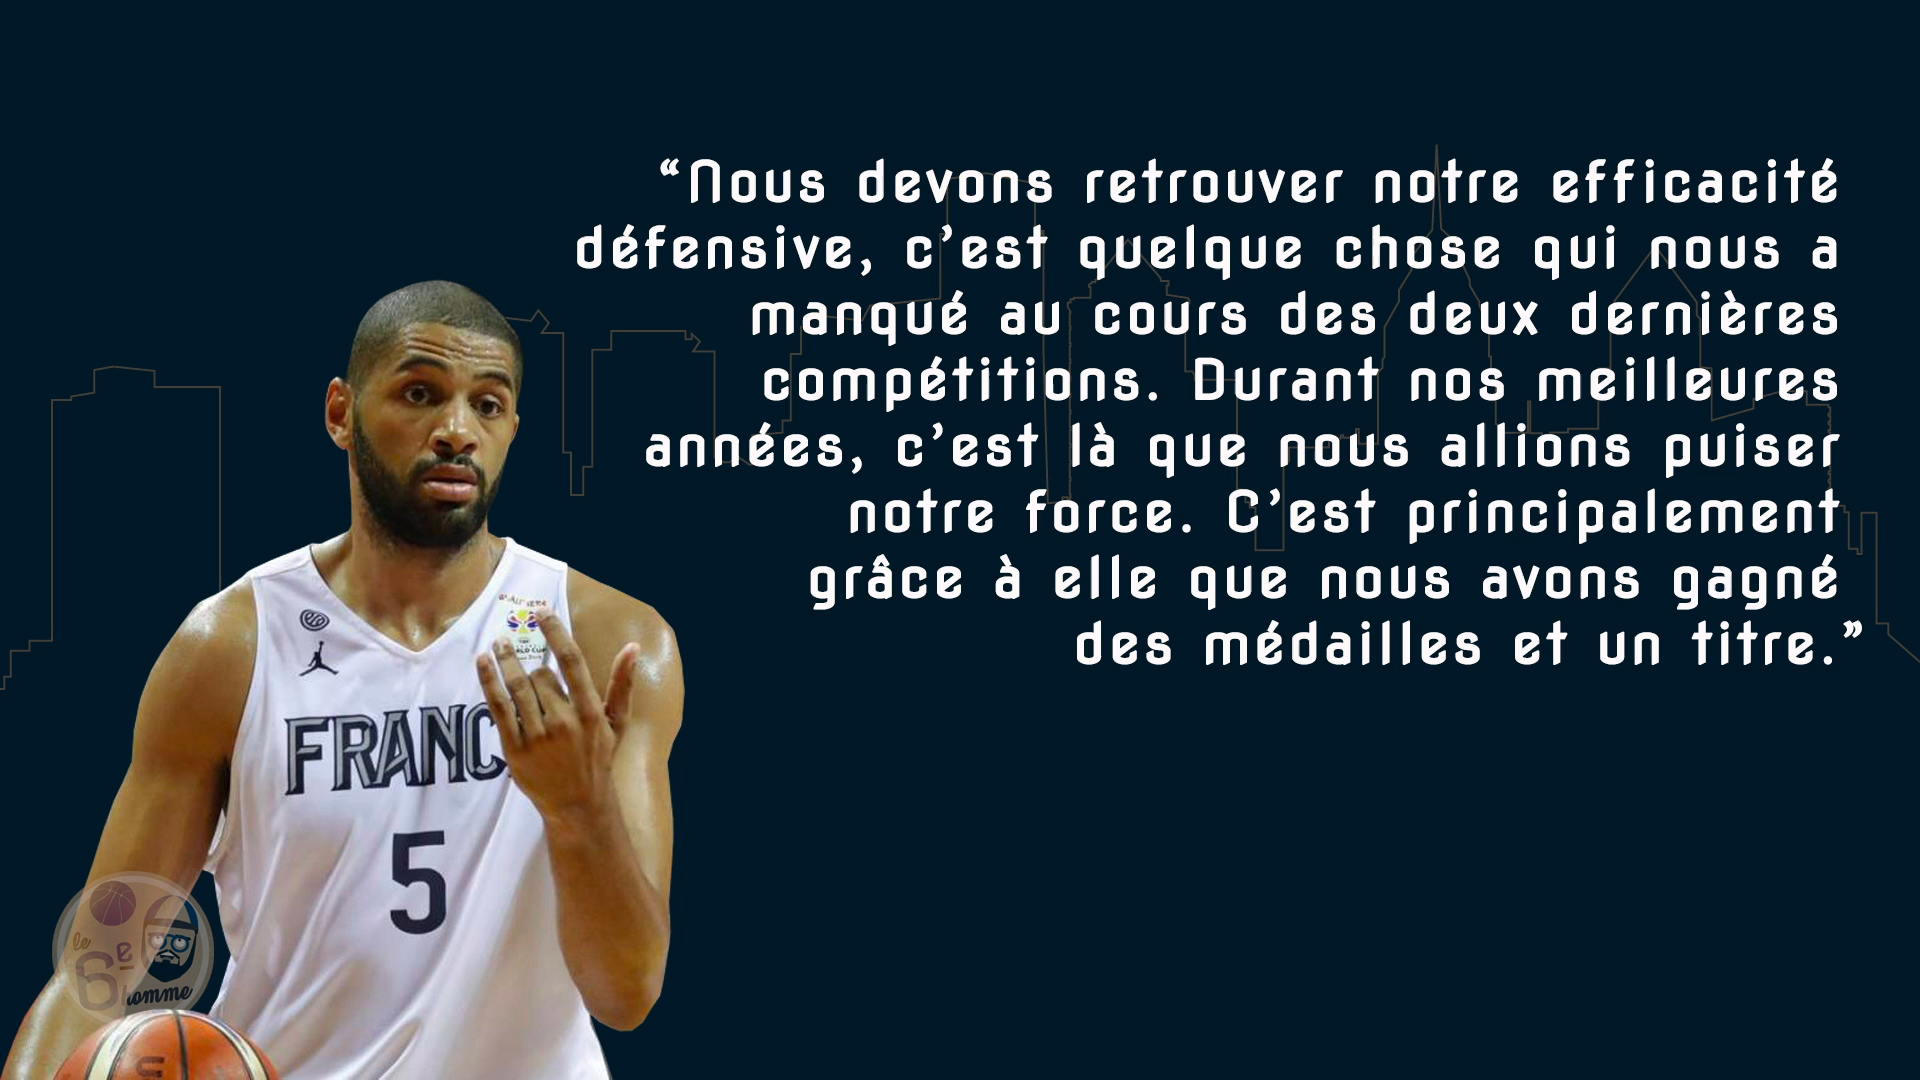 “Nous devons retrouver notre efficacité
défensive, c’est quelque chose qui nous a
manqué au cours des deux dernières
compétitions. Durant nos meilleures
années, c’est là que nous allions puiser
notre force. C’est principalement
grâce à elle que nous avons gagné
des médailles et un titre.”
FRANC
5
le
6e
homme